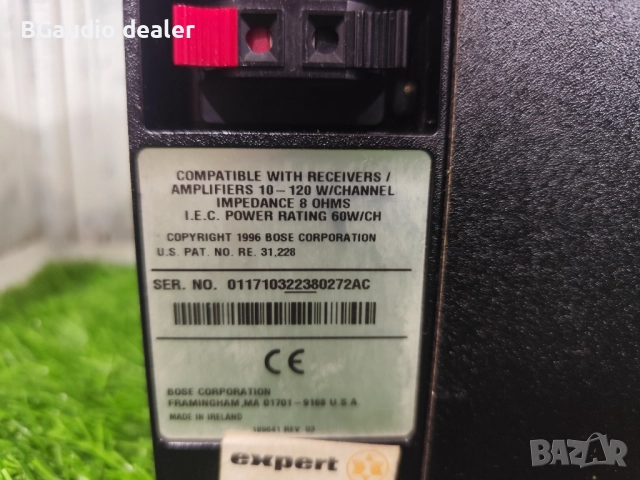 BGaudio dealer
COMPATIBLE WITH RECEIVERS /
AMPLIFIERS 10 – 120 W/CHANNEL
IMPEDANCE 8 OHMS
I.E.C. POWER RATING 60W/CH
COPYRIGHT 1996 BOSE CORPORATION
U.S. PAT. NO. RE. 31,228
SER. NO. 011710322380272AC
CE
BOSE CORPORATION
FRAMINGHAM, MA 01701 – 9168 U.S.A
MADE IN IRELAND
REV. 02
expert
BAZAR